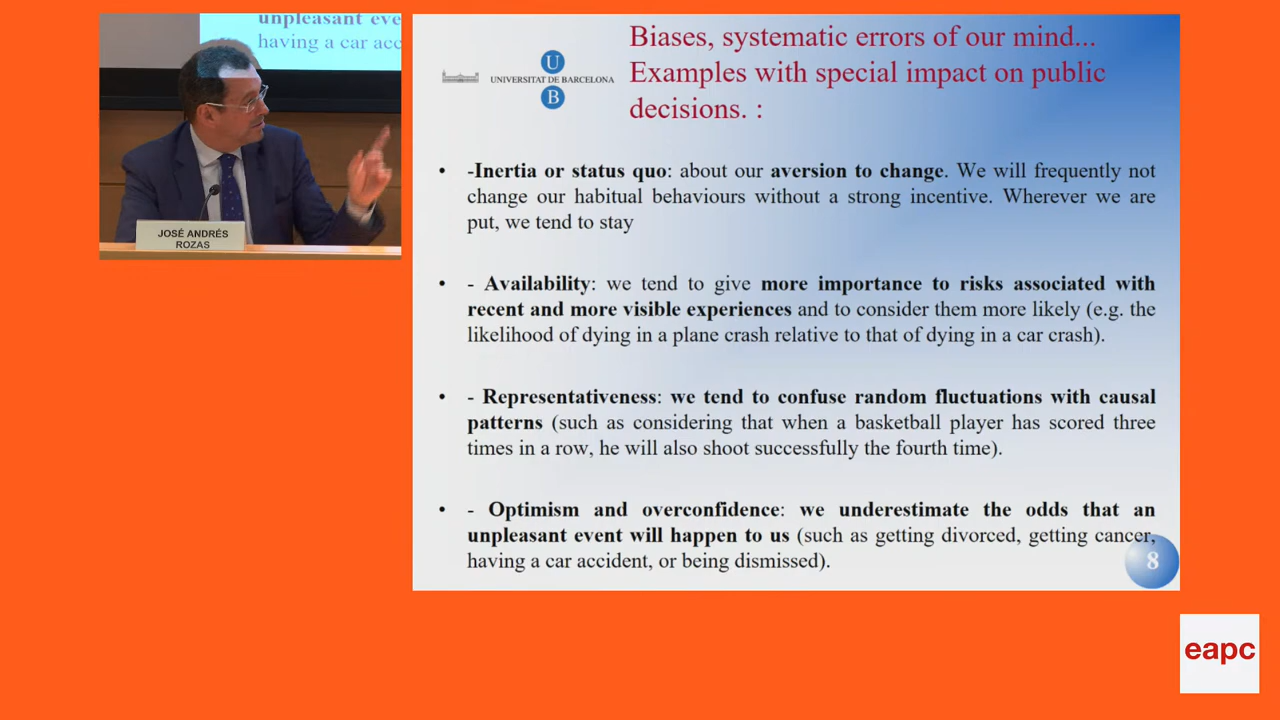 unpleasant eve
having a car acc
JOSÉ ANDRÉS
ROZAS
U
UNIVERSITAT DE BARCELONA
B
Biases, systematic errors of our mind...
Examples with special impact on public
decisions. :
• -Inertia or status quo: about our aversion to change. We will frequently not
change our habitual behaviours without a strong incentive. Wherever we are
put, we tend to stay
• - Availability: we tend to give more importance to risks associated with
recent and more visible experiences and to consider them more likely (e.g. the
likelihood of dying in a plane crash relative to that of dying in a car crash).
• - Representativeness: we tend to confuse random fluctuations with causal
patterns (such as considering that when a basketball player has scored three
times in a row, he will also shoot successfully the fourth time).
• - Optimism and overconfidence: we underestimate the odds that an
unpleasant event will happen to us (such as getting divorced, getting cancer,
having a car accident, or being dismissed).
8
eapc